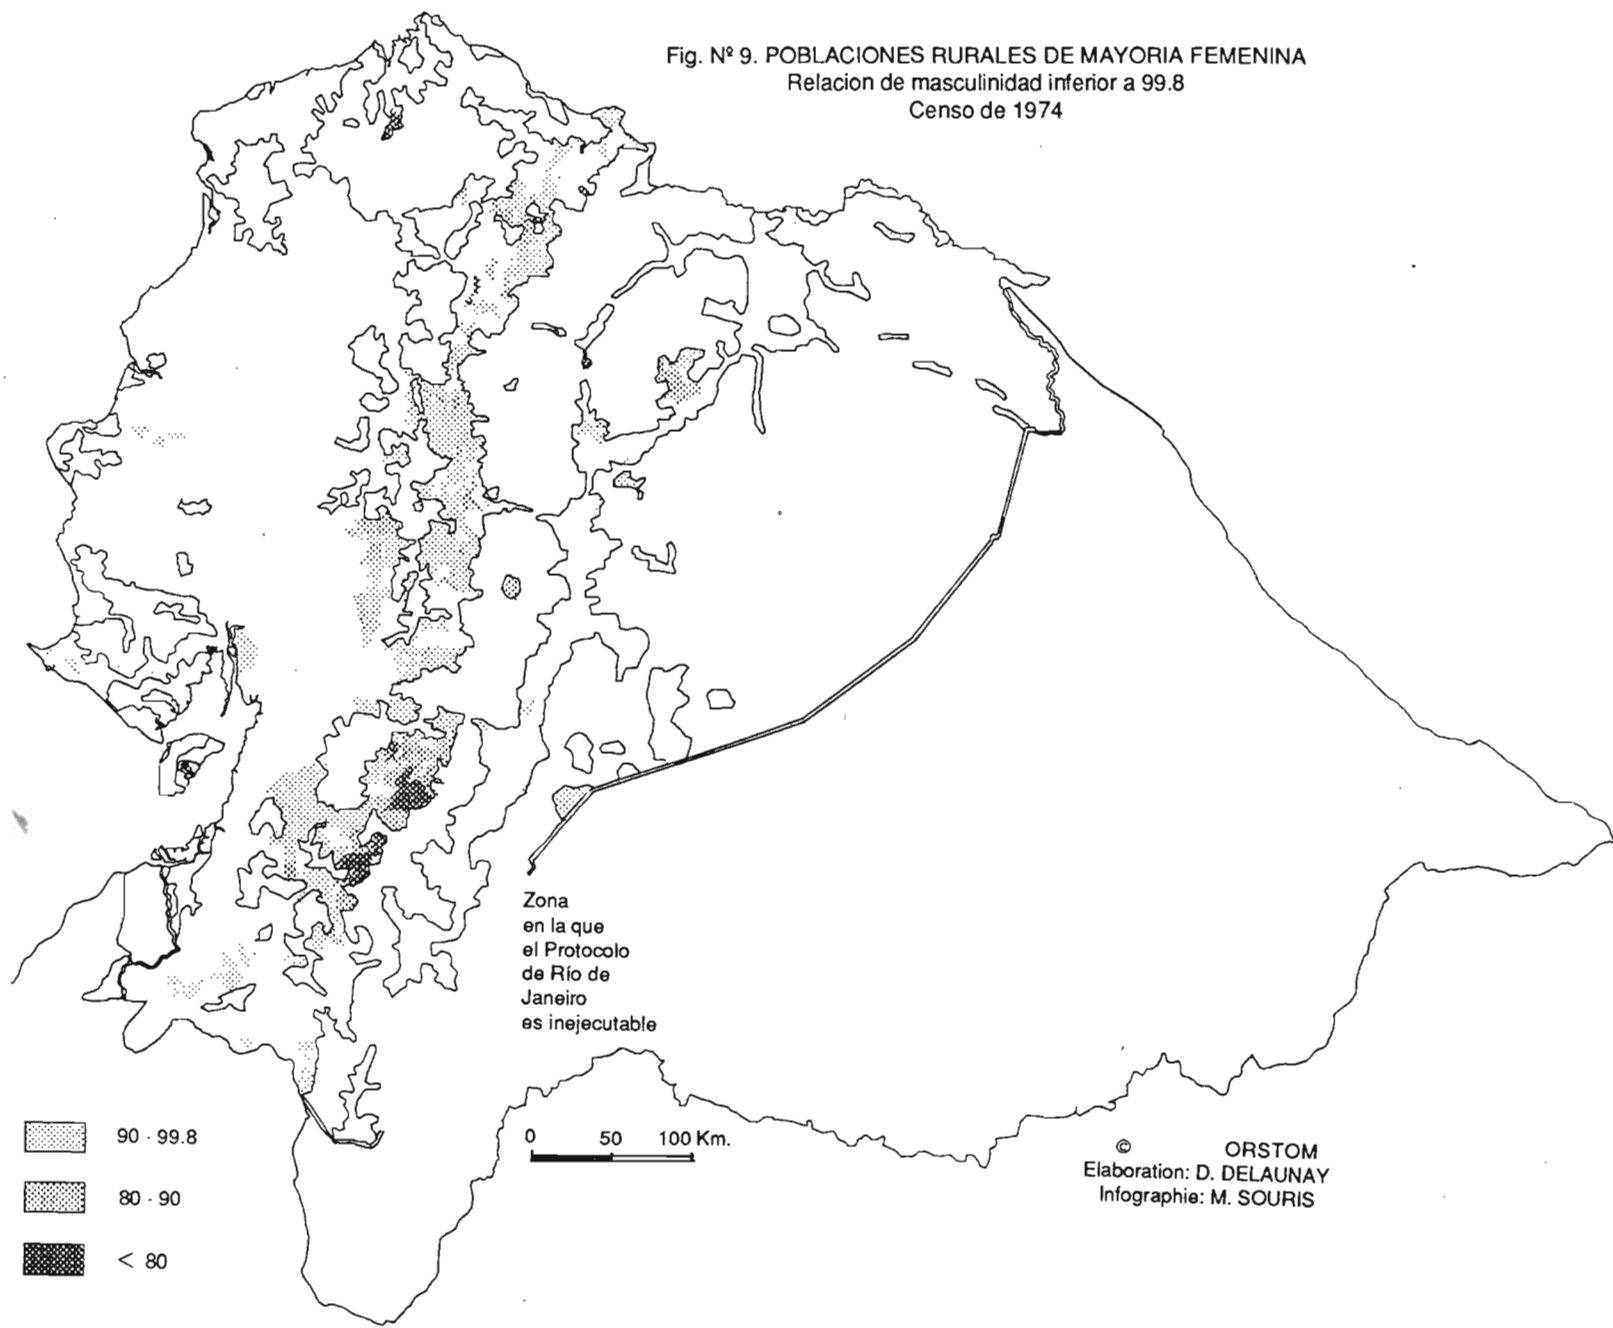 Fig. Nº 9. POBLACIONES RURALES DE MAYORIA FEMENINA
Relacion de masculinidad inferior a 99.8
Censo de 1974
Zona
en la que
el Protocolo
de Río de
Janeiro
es inejecutable
90 - 99.8
80 - 90
< 80
0 50 100 Km.
© ORSTOM
Elaboration: D. DELAUNAY
Infographie: M. SOURIS